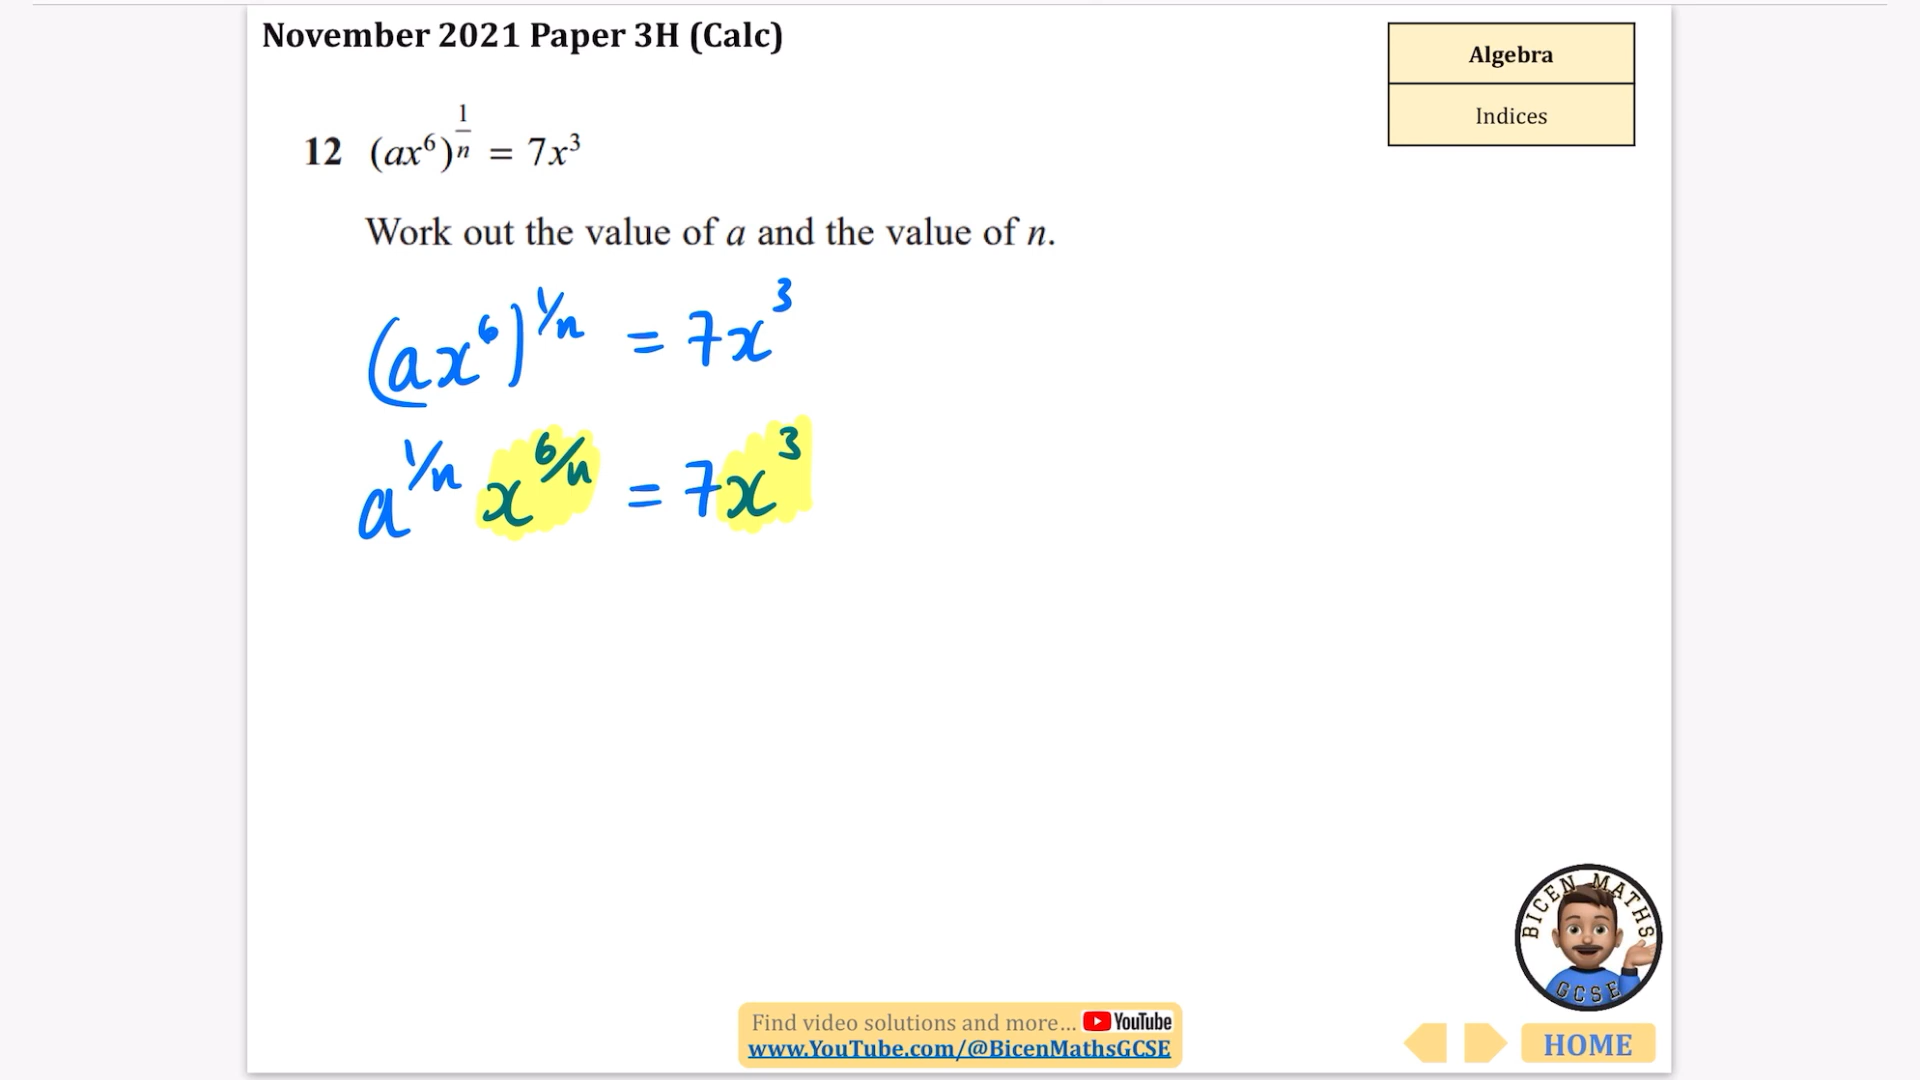 November 2021 Paper 3H (Calc)
Algebra
Indices
12 (ax⁶)^(1/n) = 7x³
Work out the value of a and the value of n.
(ax⁶)^(1/n) = 7x³
a^(1/n) x^(6/n) = 7x³
BICEN MATHS
GCSE
Find video solutions and more... YouTube
www.YouTube.com/@BicenMathsGCSE
HOME